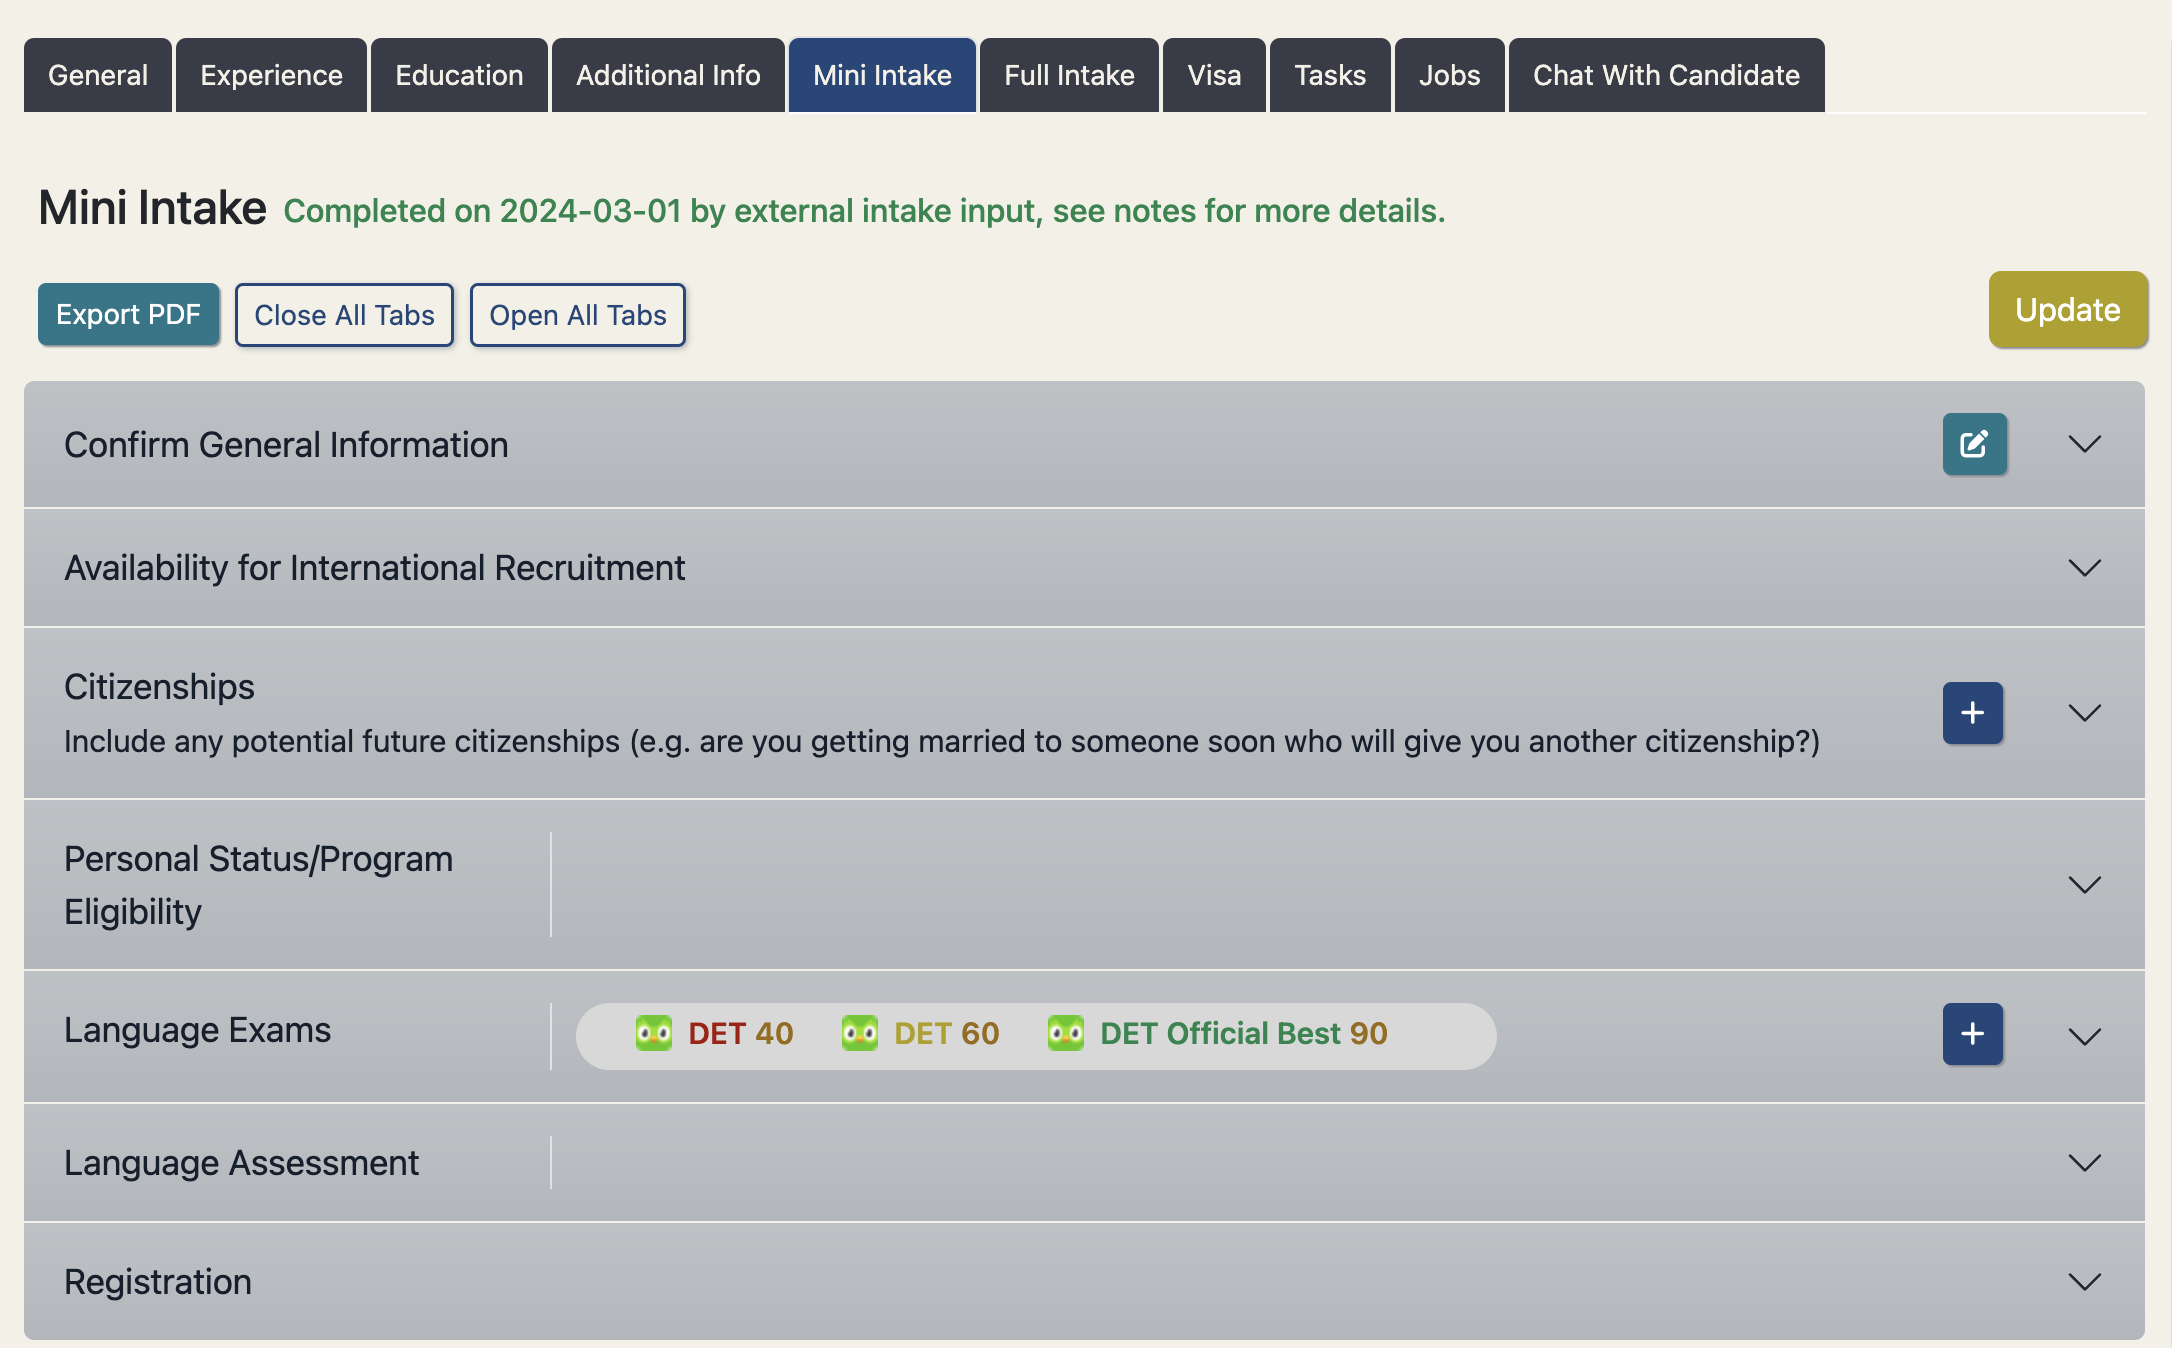 General
Experience
Education
Additional Info
Mini Intake
Full Intake
Visa
Tasks
Jobs
Chat With Candidate
Mini Intake Completed on 2024-03-01 by external intake input, see notes for more details.
Export PDF
Close All Tabs
Open All Tabs
Update
Confirm General Information
Availability for International Recruitment
Citizenships
Include any potential future citizenships (e.g. are you getting married to someone soon who will give you another citizenship?)
Personal Status/Program
Eligibility
Language Exams
DET 40
DET 60
DET Official Best 90
Language Assessment
Registration